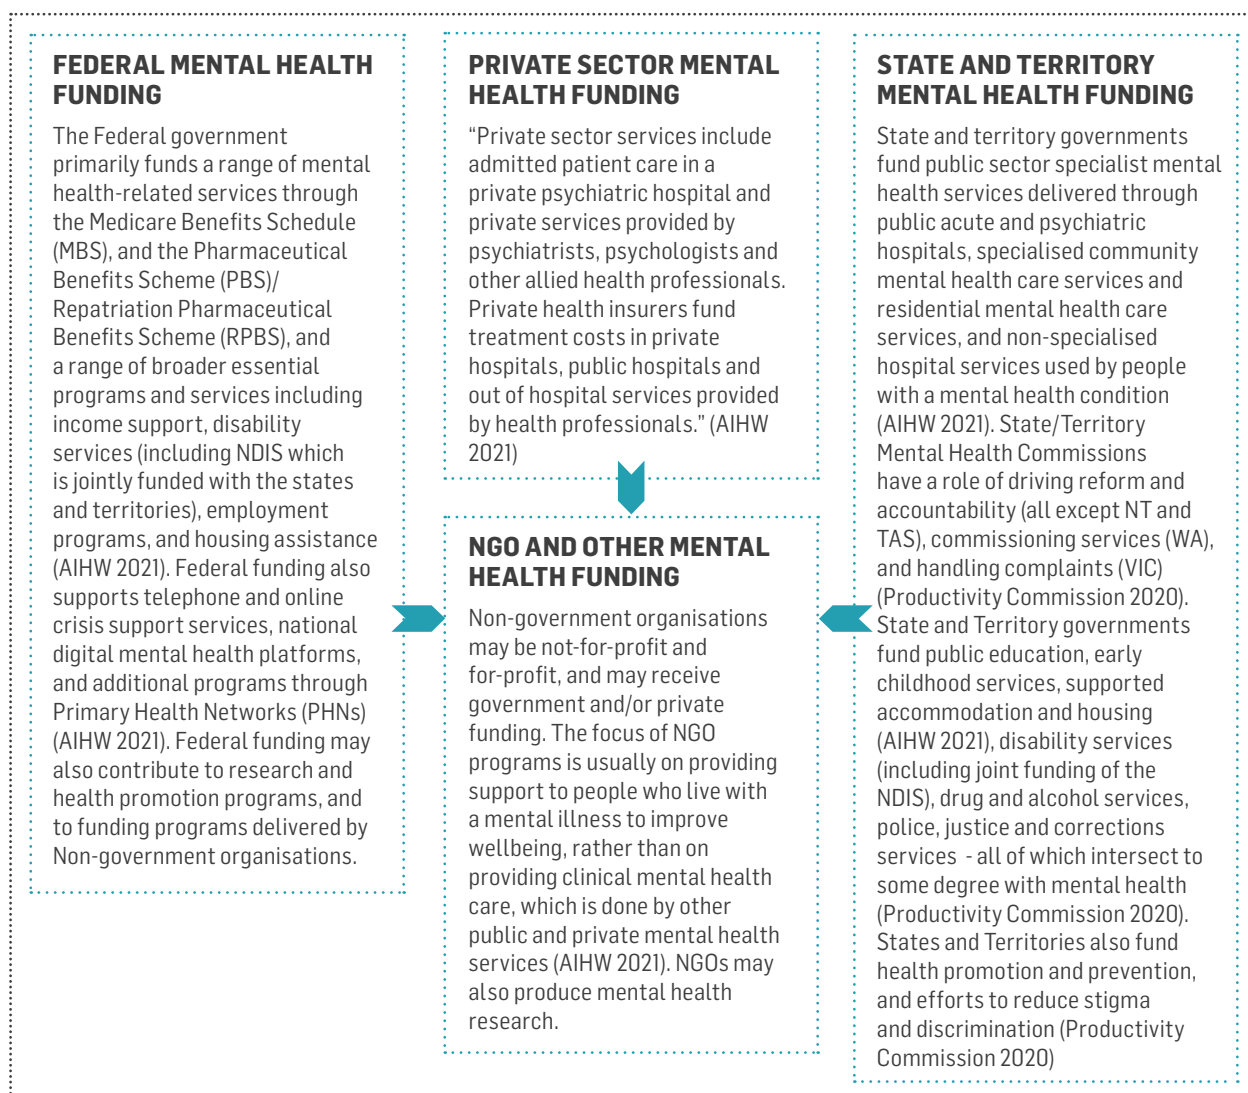 FEDERAL MENTAL HEALTH
FUNDING
The Federal government
primarily funds a range of mental
health-related services through
the Medicare Benefits Schedule
(MBS), and the Pharmaceutical
Benefits Scheme (PBS)/
Repatriation Pharmaceutical
Benefits Scheme (RPBS), and
a range of broader essential
programs and services including
income support, disability
services (including NDIS which
is jointly funded with the states
and territories), employment
programs, and housing assistance
(AIHW 2021). Federal funding also
supports telephone and online
crisis support services, national
digital mental health platforms,
and additional programs through
Primary Health Networks (PHNs)
(AIHW 2021). Federal funding may
also contribute to research and
health promotion programs, and
to funding programs delivered by
Non-government organisations.
PRIVATE SECTOR MENTAL
HEALTH FUNDING
“Private sector services include
admitted patient care in a
private psychiatric hospital and
private services provided by
psychiatrists, psychologists and
other allied health professionals.
Private health insurers fund
treatment costs in private
hospitals, public hospitals and
out of hospital services provided
by health professionals.” (AIHW
2021)
NGO AND OTHER MENTAL
HEALTH FUNDING
Non-government organisations
may be not-for-profit and
for-profit, and may receive
government and/or private
funding. The focus of NGO
programs is usually on providing
support to people who live with
a mental illness to improve
wellbeing, rather than on
providing clinical mental health
care, which is done by other
public and private mental health
services (AIHW 2021). NGOs may
also produce mental health
research.
STATE AND TERRITORY
MENTAL HEALTH FUNDING
State and territory governments
fund public sector specialist mental
health services delivered through
public acute and psychiatric
hospitals, specialised community
mental health care services and
residential mental health care
services, and non-specialised
hospital services used by people
with a mental health condition
(AIHW 2021). State/Territory
Mental Health Commissions
have a role of driving reform and
accountability (all except NT and
TAS), commissioning services (WA),
and handling complaints (VIC)
(Productivity Commission 2020).
State and Territory governments
fund public education, early
childhood services, supported
accommodation and housing
(AIHW 2021), disability services
(including joint funding of the
NDIS), drug and alcohol services,
police, justice and corrections
services - all of which intersect to
some degree with mental health
(Productivity Commission 2020).
States and Territories also fund
health promotion and prevention,
and efforts to reduce stigma
and discrimination (Productivity
Commission 2020)